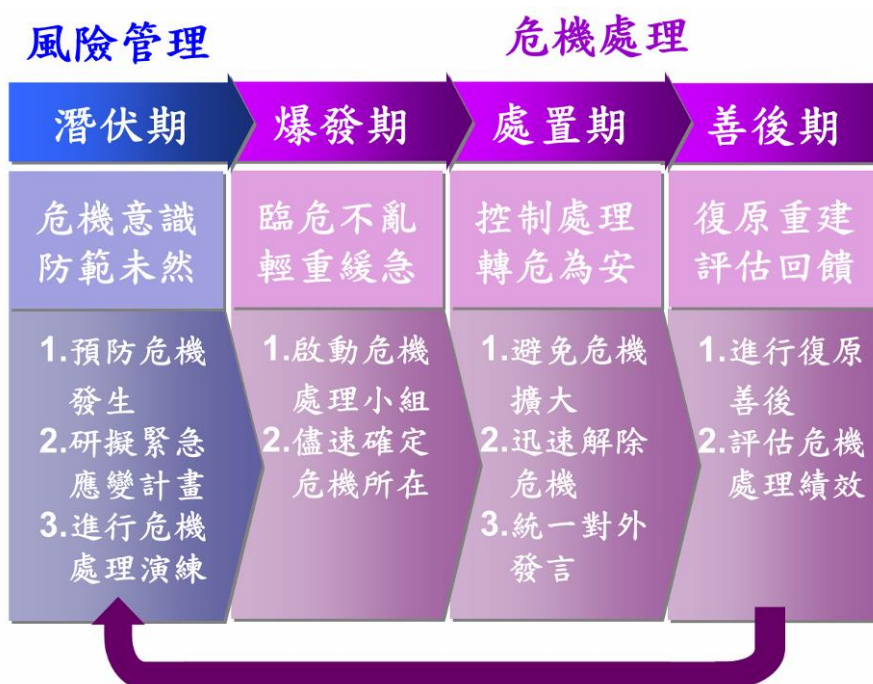 風險管理
危機處理
潛伏期
爆發期
處置期
善後期
危機意識
防範未然
臨危不亂
輕重緩急
控制處理
轉危為安
復原重建
評估回饋
1.預防危機
發生
2.研擬緊急
應變計畫
3.進行危機
處理演練
1.啟動危機
處理小組
2.儘速確定
危機所在
1.避免危機
擴大
2.迅速解除
危機
3.統一對外
發言
1.進行復原
善後
2.評估危機
處理績效